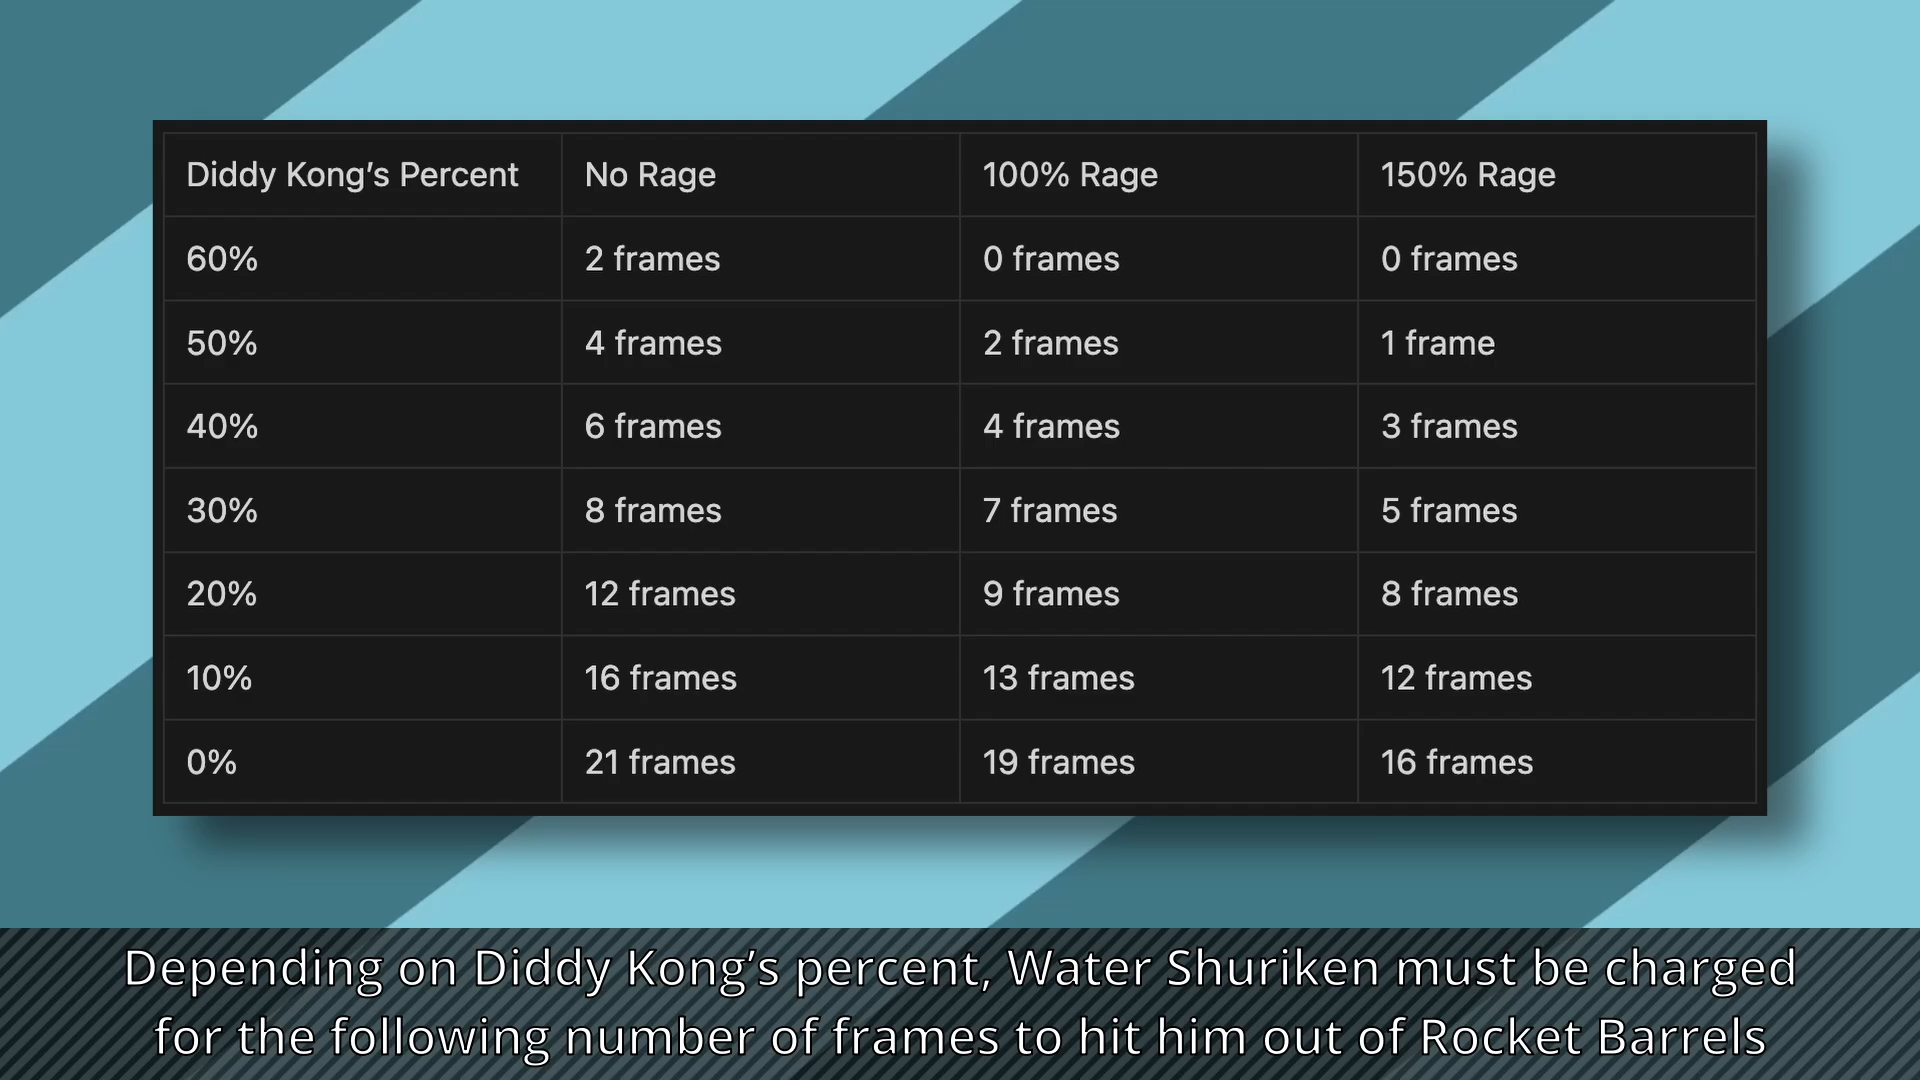 Diddy Kong’s Percent No Rage 100% Rage 150% Rage
60% 2 frames 0 frames 0 frames
50% 4 frames 2 frames 1 frame
40% 6 frames 4 frames 3 frames
30% 8 frames 7 frames 5 frames
20% 12 frames 9 frames 8 frames
10% 16 frames 13 frames 12 frames
0% 21 frames 19 frames 16 frames
Depending on Diddy Kong’s percent, Water Shuriken must be charged
for the following number of frames to hit him out of Rocket Barrels